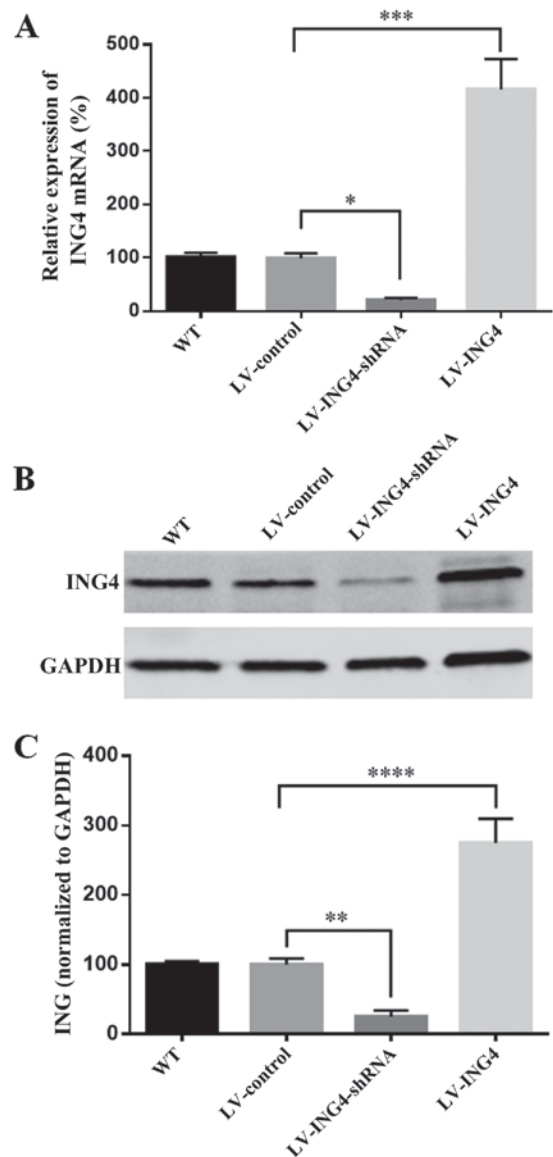 A
Relative expression of
ING4 mRNA (%)
500
400
300
200
100
0
***
*
WT
LV-control
LV-ING4-shRNA
LV-ING4
B
WT
LV-control
LV-ING4-shRNA
LV-ING4
ING4
GAPDH
C
ING (normalized to GAPDH)
400
300
200
100
0
****
**
WT
LV-control
LV-ING4-shRNA
LV-ING4